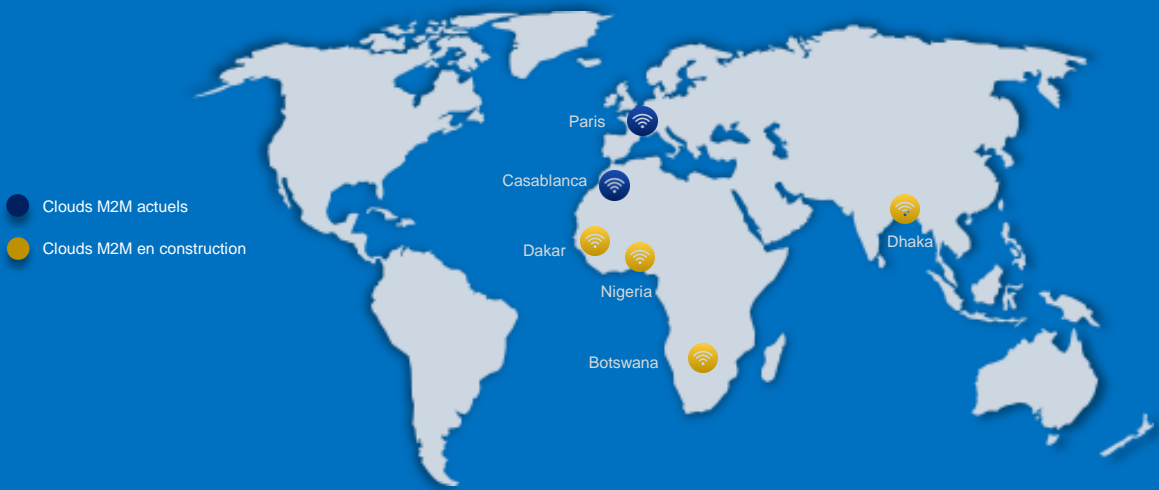 Paris
Casablanca
Clouds M2M actuels
Dhaka
Clouds M2M en construction
Dakar
Nigeria
Botswana